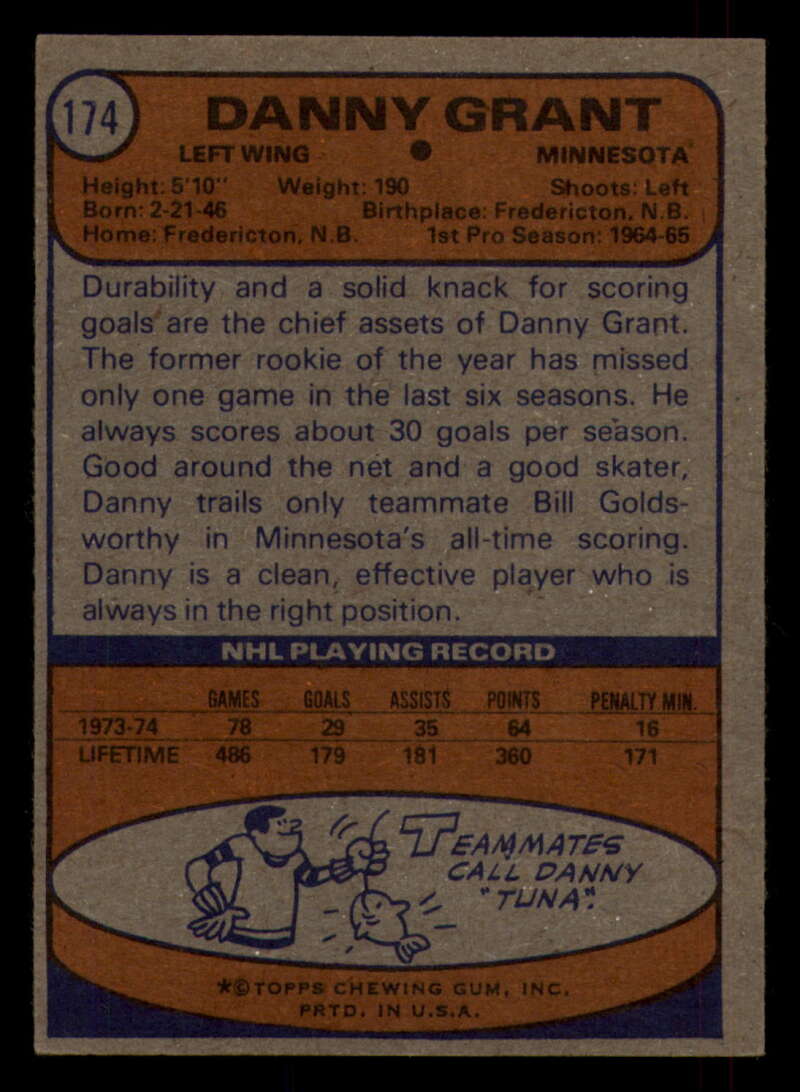 174
DANNY GRANT
LEFT WING • MINNESOTA
Height: 5'10" Weight: 190 Shoots: Left
Born: 2-21-46 Birthplace: Fredericton, N.B.
Home: Fredericton, N.B. 1st Pro Season: 1964-65
Durability and a solid knack for scoring
goals are the chief assets of Danny Grant.
The former rookie of the year has missed
only one game in the last six seasons. He
always scores about 30 goals per season.
Good around the net and a good skater,
Danny trails only teammate Bill Golds-
worthy in Minnesota's all-time scoring.
Danny is a clean, effective player who is
always in the right position.
NHL PLAYING RECORD
GAMES GOALS ASSISTS POINTS PENALTY MIN.
1973-74 78 29 35 64 16
LIFETIME 486 179 181 360 171
TEAMMATES
CALL DANNY
"TUNA".
*©TOPPS CHEWING GUM, INC.
PRTD. IN U.S.A.